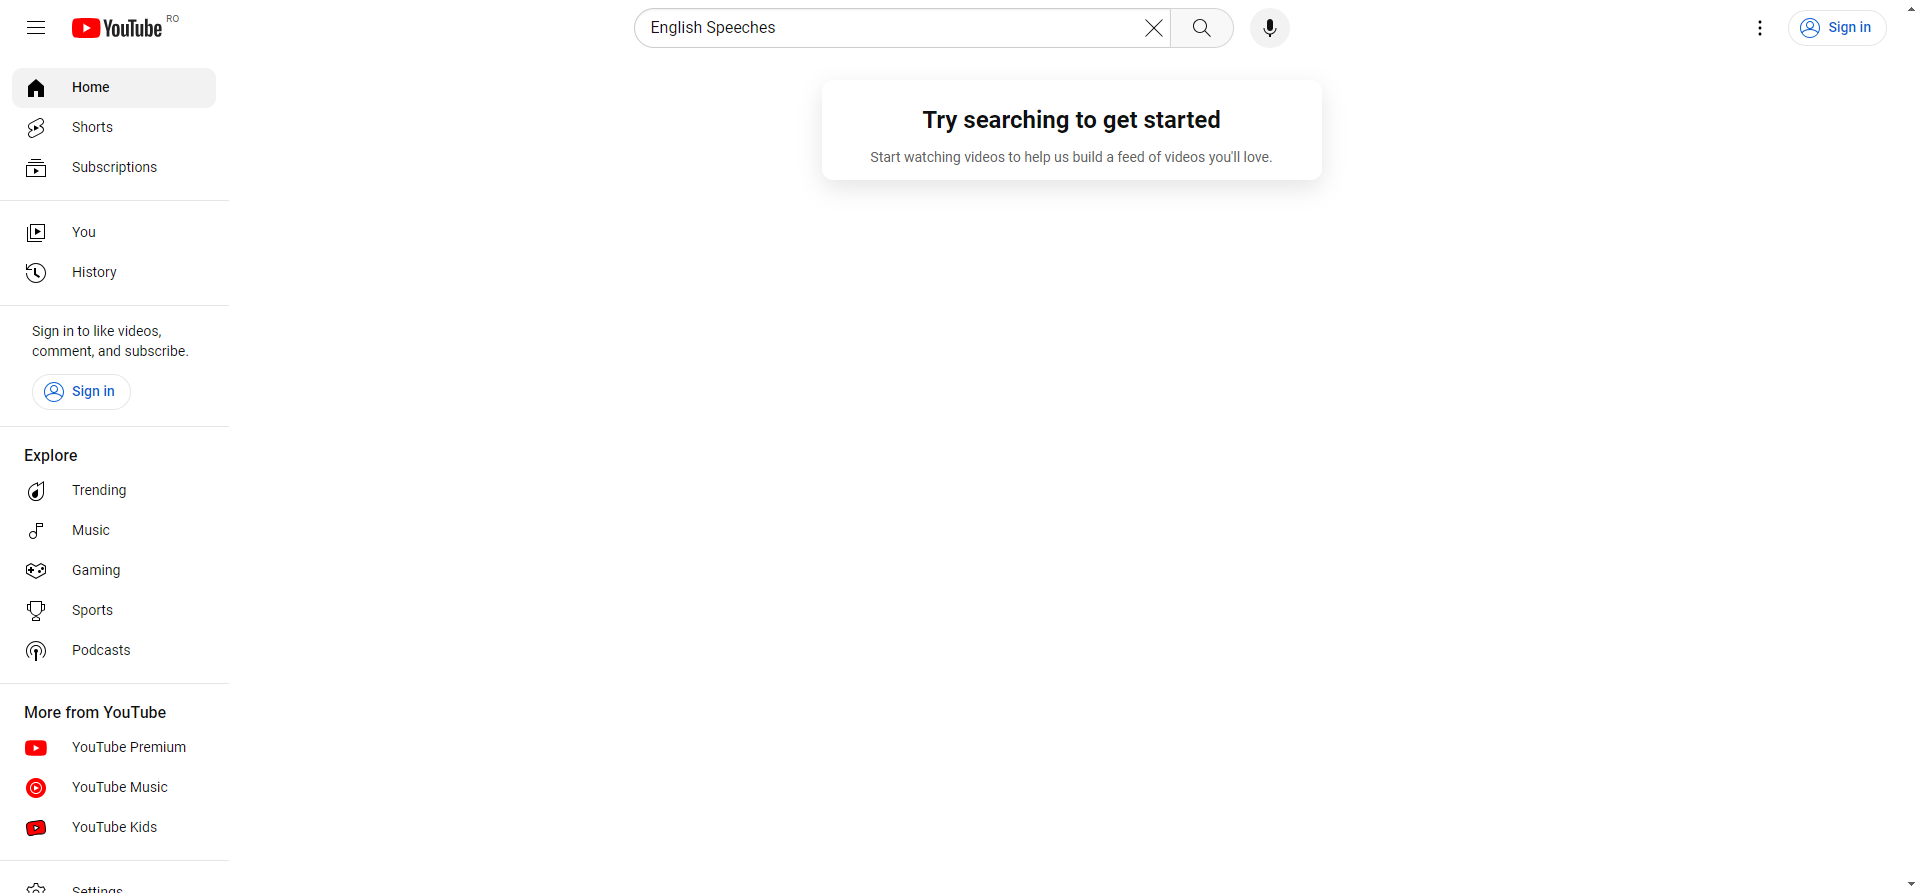 YouTube RO
English Speeches
Sign in
Home
Shorts
Subscriptions
You
History
Sign in to like videos,
comment, and subscribe.
Sign in
Explore
Trending
Music
Gaming
Sports
Podcasts
More from YouTube
YouTube Premium
YouTube Music
YouTube Kids
Settings
Try searching to get started
Start watching videos to help us build a feed of videos you'll love.